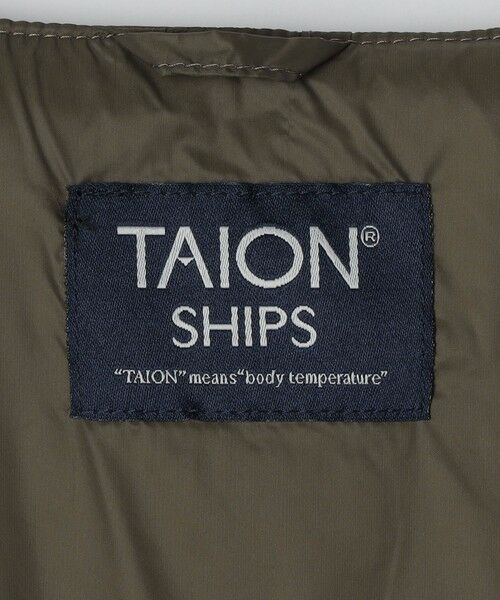 TAION®
SHIPS
“TAION” means“body temperature”